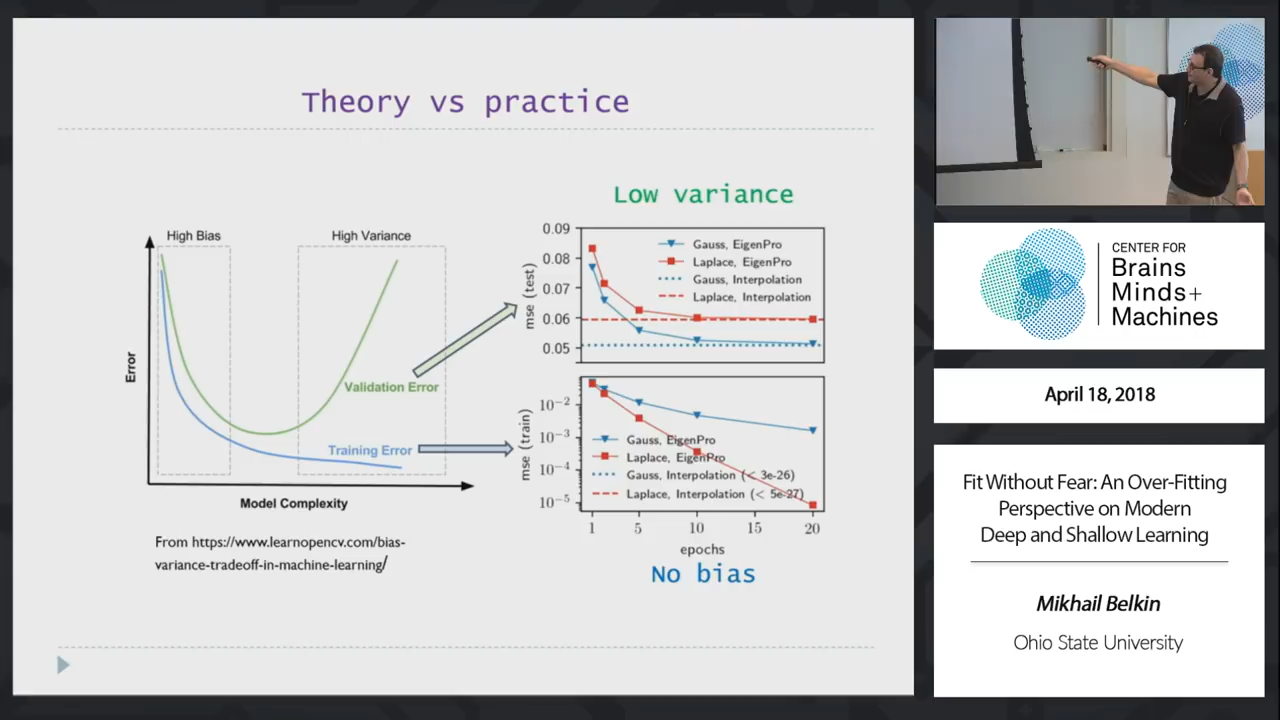 Theory vs practice
High Bias
High Variance
Error
Validation Error
Training Error
Model Complexity
From https://www.learnopencv.com/bias-
variance-tradeoff-in-machine-learning/
Low variance
mse (test)
0.09
0.08
0.07
0.06
0.05
Gauss, EigenPro
Laplace, EigenPro
Gauss, Interpolation
Laplace, Interpolation
mse (train)
10⁻²
10⁻³
10⁻⁴
10⁻⁵
Gauss, EigenPro
Laplace, EigenPro
Gauss, Interpolation (< 3e-26)
Laplace, Interpolation (< 5e-27)
1 5 10 15 20
epochs
No bias
CENTER FOR
Brains
Minds+
Machines
April 18, 2018
Fit Without Fear: An Over-Fitting
Perspective on Modern
Deep and Shallow Learning
Mikhail Belkin
Ohio State University